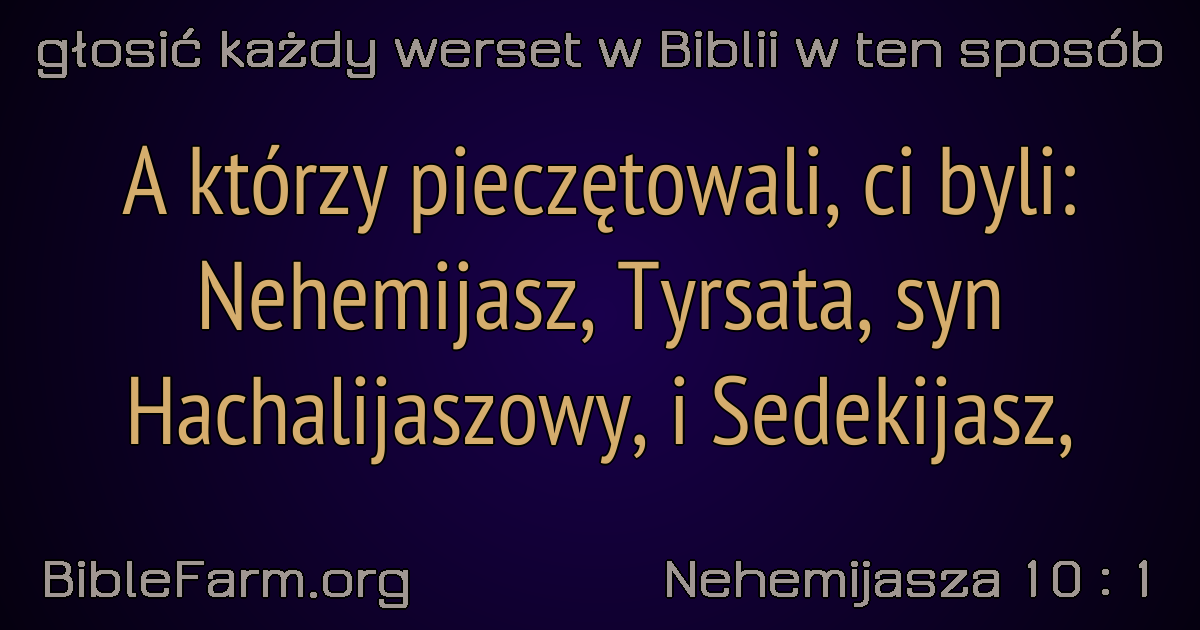 głosić każdy werset w Biblii w ten sposób
A którzy pieczętowali, ci byli:
Nehemijasz, Tyrsata, syn
Hachalijaszowy, i Sedekijasz,
BibleFarm.org
Nehemijasza 10 : 1